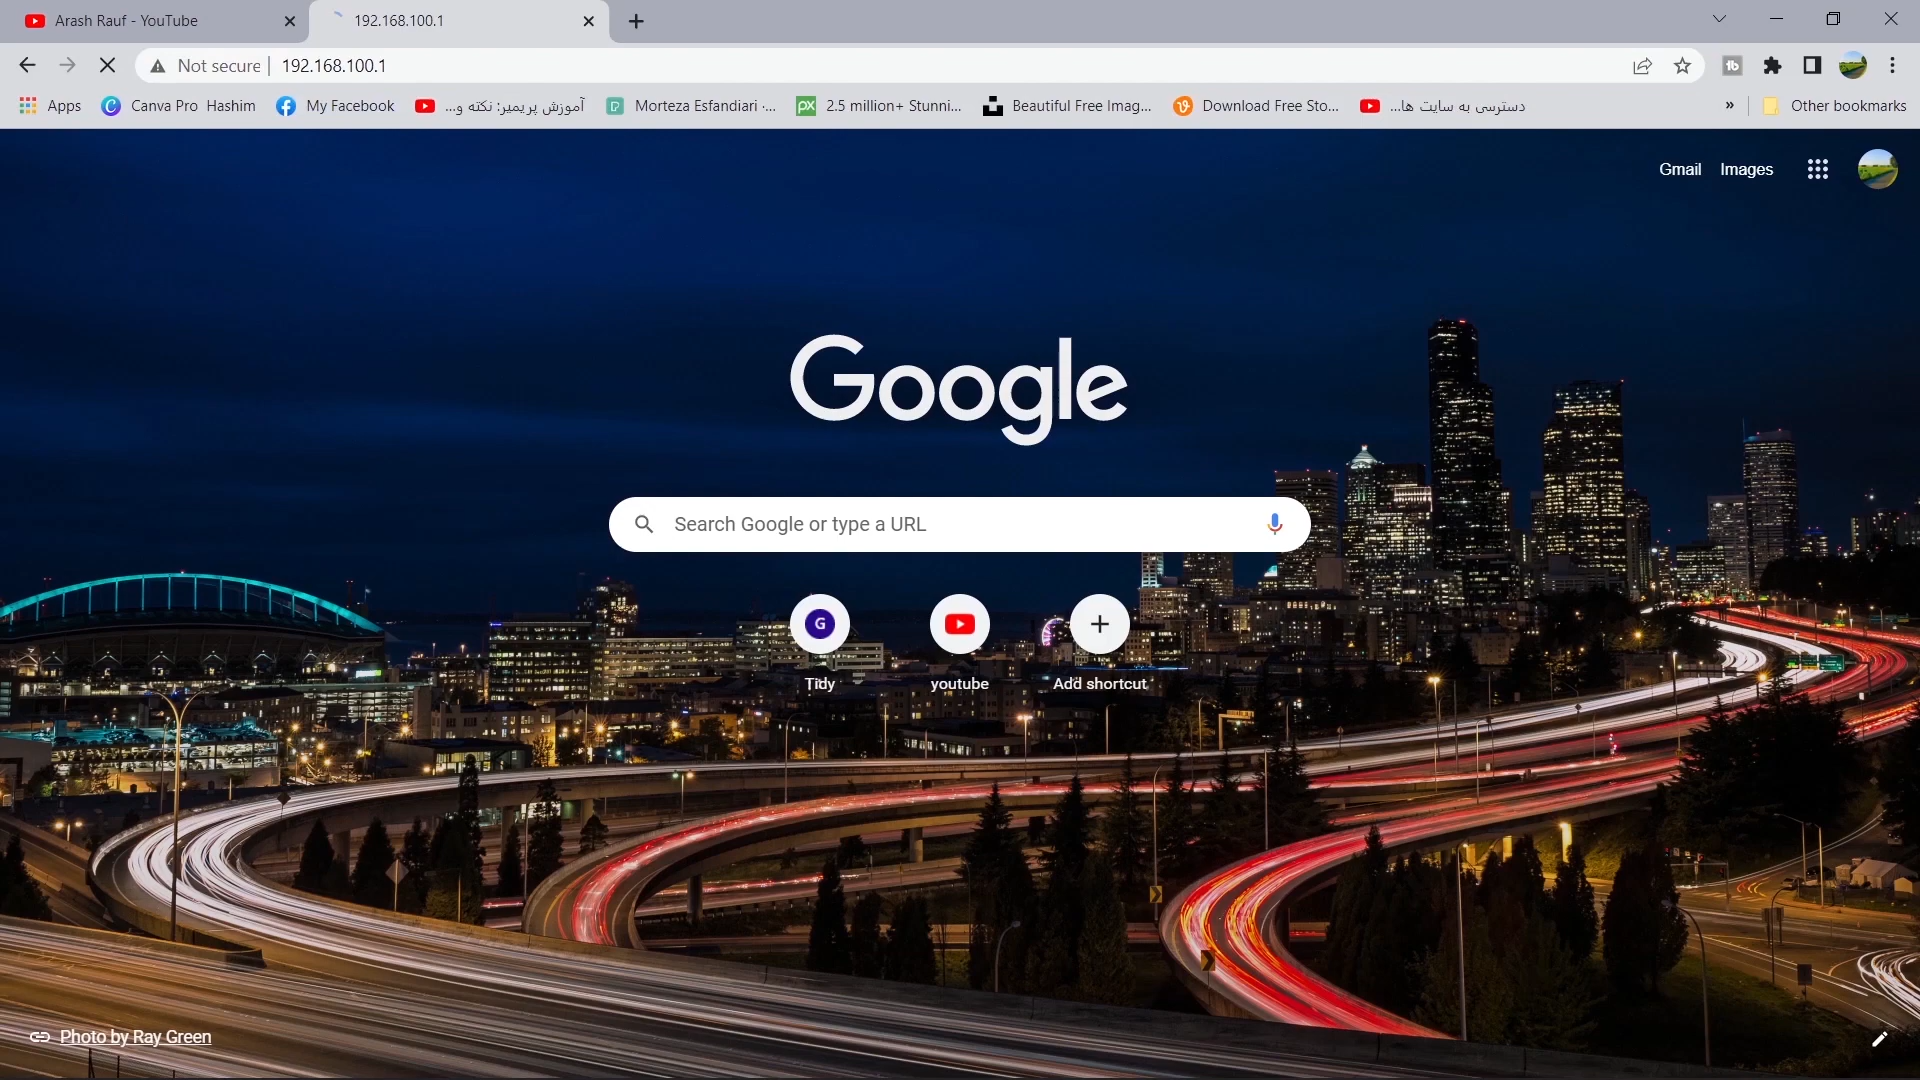 Arash Rauf - YouTube
192.168.100.1
Not secure
192.168.100.1
Apps
Canva Pro Hashim
My Facebook
آموزش پریمیر: نکته و...
Morteza Esfandiari -...
2.5 million+ Stunni...
Beautiful Free Imag...
Download Free Sto...
دسترسی به سایت ها...
»
Other bookmarks
Gmail
Images
Google
Search Google or type a URL
G
Tidy
youtube
Add shortcut
Photo by Ray Green